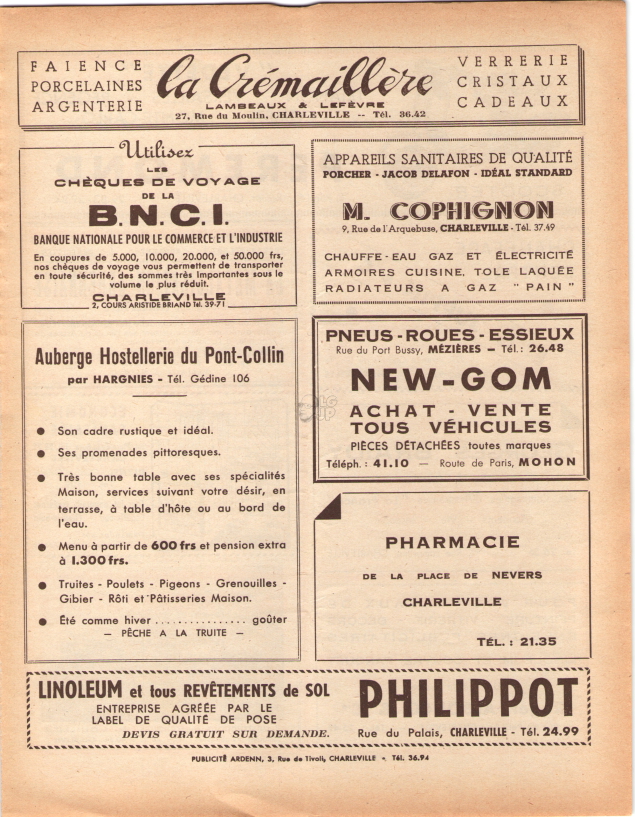 FAIENCE
PORCELAINES
ARGENTERIE
la Crémaillère
LAMBEAUX & LEFÈVRE
27, Rue du Moulin, CHARLEVILLE -- Tél. 36.42
VERRERIE
CRISTAUX
CADEAUX
Utilisez
LES
CHÈQUES DE VOYAGE
DE LA
B.N.C.I.
BANQUE NATIONALE POUR LE COMMERCE ET L'INDUSTRIE
En coupures de 5.000, 10.000, 20.000, et 50.000 frs,
nos chèques de voyage vous permettent de transporter
en toute sécurité, des sommes très importantes sous le
volume le plus réduit.
CHARLEVILLE
2, COURS ARISTIDE BRIAND Tél. 39-71
APPAREILS SANITAIRES DE QUALITÉ
PORCHER - JACOB DELAFON - IDÉAL STANDARD
M. COPHIGNON
9, Rue de l'Arquebuse, CHARLEVILLE - Tél. 37.49
CHAUFFE-EAU GAZ ET ÉLECTRICITÉ
ARMOIRES CUISINE, TOLE LAQUÉE
RADIATEURS A GAZ "PAIN"
Auberge Hostellerie du Pont-Collin
par HARGNIES - Tél. Gédine 106
● Son cadre rustique et idéal.
● Ses promenades pittoresques.
● Très bonne table avec ses spécialités
Maison, services suivant votre désir, en
terrasse, à table d'hôte ou au bord de
l'eau.
● Menu à partir de 600 frs et pension extra
à 1.300 frs.
● Truites - Poulets - Pigeons - Grenouilles -
Gibier - Rôti et Pâtisseries Maison.
● Été comme hiver ............... goûter
— PÊCHE A LA TRUITE —
PNEUS - ROUES - ESSIEUX
Rue du Port Bussy, MÉZIÈRES — Tél. : 26.48
NEW-GOM
ACHAT - VENTE
TOUS VÉHICULES
PIÈCES DÉTACHÉES toutes marques
Téléph. : 41.10 — Route de Paris, MOHON
PHARMACIE
DE LA PLACE DE NEVERS
CHARLEVILLE
TÉL. : 21.35
LINOLEUM et tous REVÊTEMENTS de SOL
ENTREPRISE AGRÉÉE PAR LE
LABEL DE QUALITÉ DE POSE
DEVIS GRATUIT SUR DEMANDE.
PHILIPPOT
Rue du Palais, CHARLEVILLE - Tél. 24.99
PUBLICITÉ ARDENN, 3, Rue de Tivoli, CHARLEVILLE - Tél. 36.94